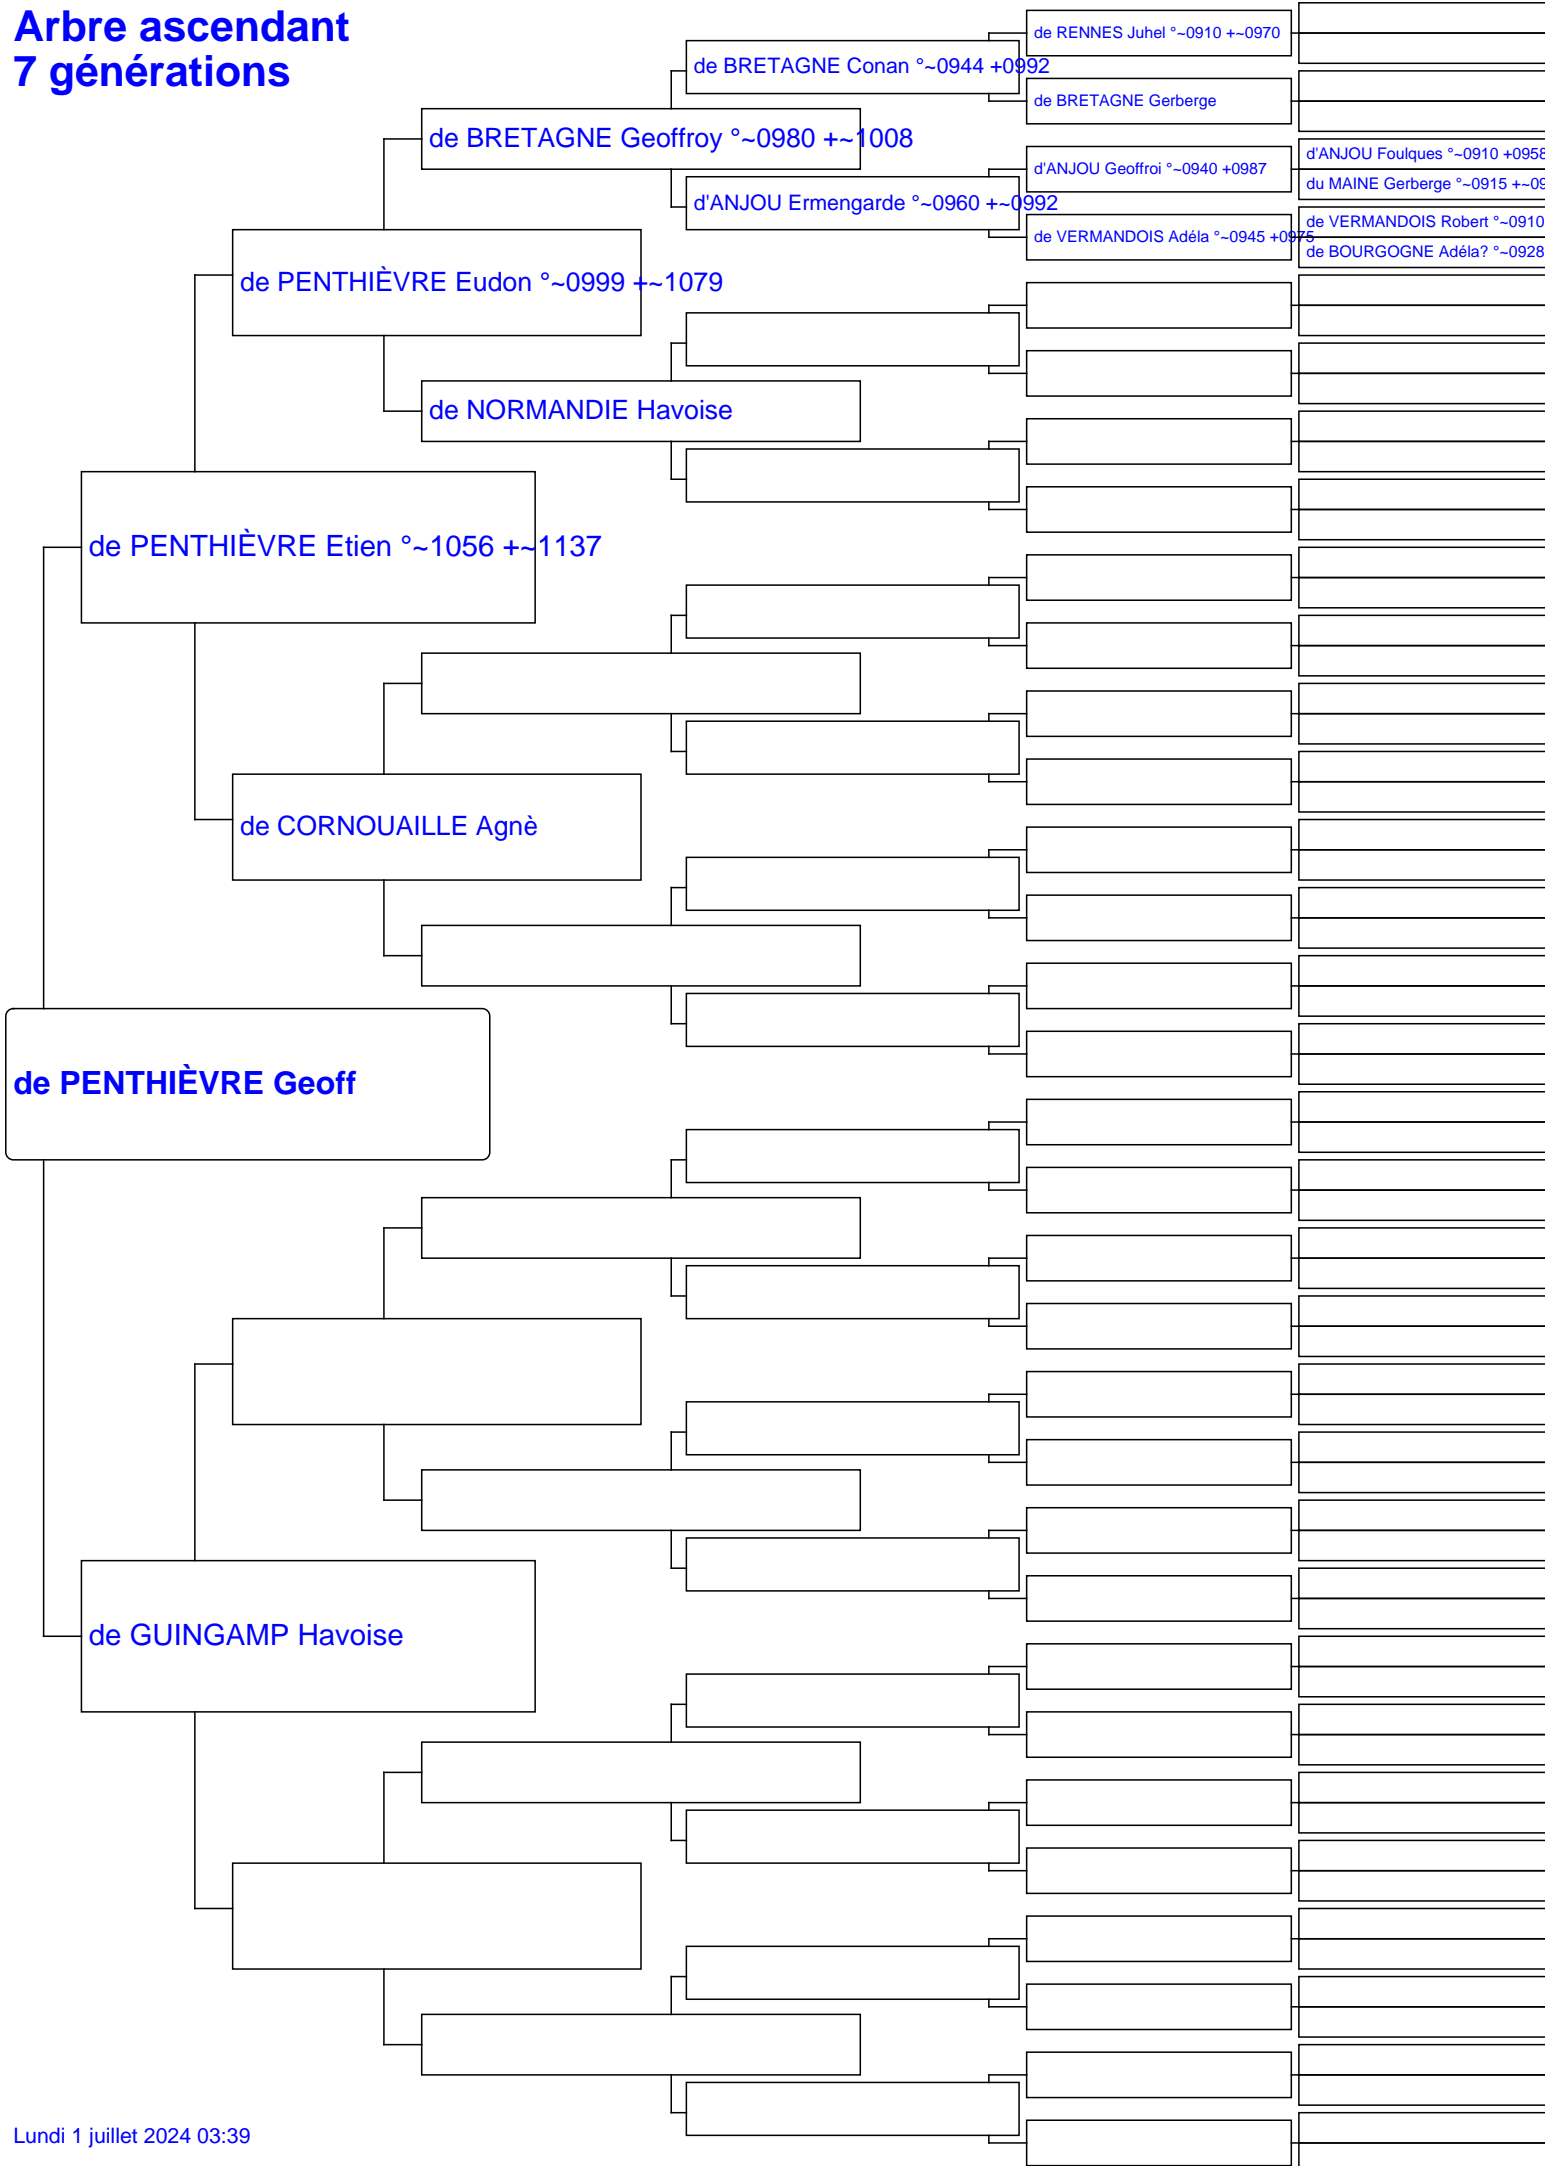 Arbre ascendant
7 générations
de RENNES Juhel °~0910 +~0970
de BRETAGNE Conan °~0944 +0992
de BRETAGNE Gerberge
de BRETAGNE Geoffroy °~0980 +~1008
d'ANJOU Foulques °~0910 +0958
d'ANJOU Geoffroi °~0940 +0987
du MAINE Gerberge °~0915 +~09
d'ANJOU Ermengarde °~0960 +~0992
de VERMANDOIS Robert °~0910
de VERMANDOIS Adéla °~0945 +0975
de BOURGOGNE Adéla? °~0928
de PENTHIÈVRE Eudon °~0999 +~1079
de NORMANDIE Havoise
de PENTHIÈVRE Etien °~1056 +~1137
de CORNOUAILLE Agnè
de PENTHIÈVRE Geoff
de GUINGAMP Havoise
Lundi 1 juillet 2024 03:39